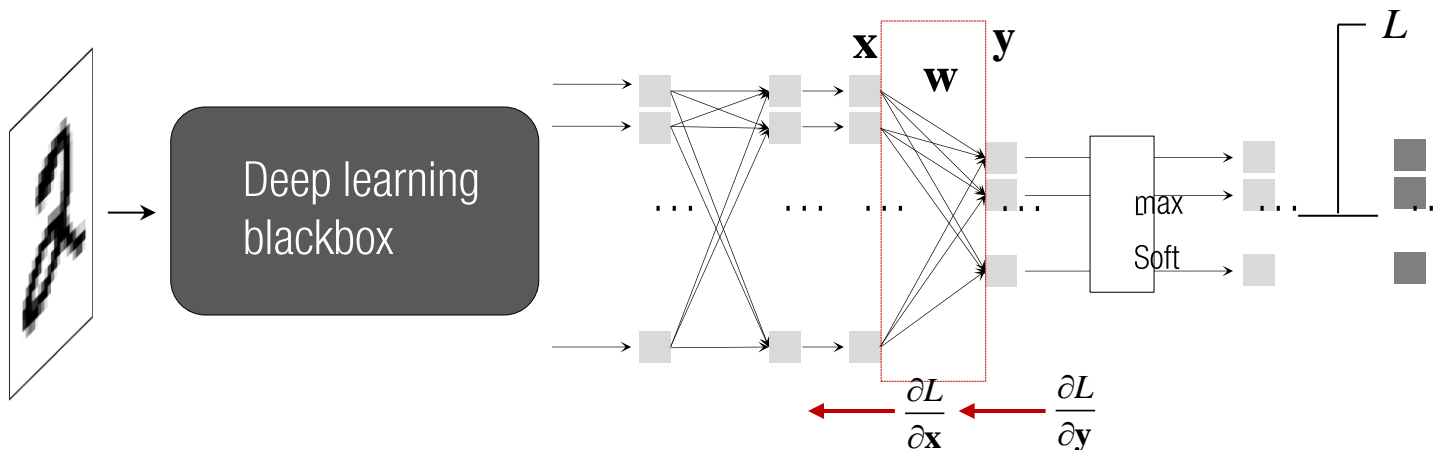 L
x
y
w
Deep learning
blackbox
... ... ... ... ... ...
max
Soft
∂L/∂x
∂L/∂y